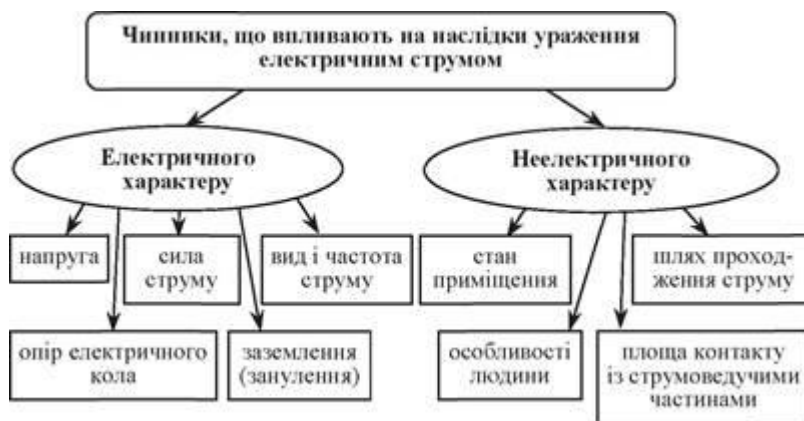 Чинники, що впливають на наслідки ураження
електричним струмом
Електричного
характеру
Неелектричного
характеру
напруга
сила
струму
вид і частота
струму
стан
приміщення
шлях проход-
ження струму
опір електричного
кола
заземлення
(занулення)
особливості
людини
площа контакту
із струмоведучими
частинами